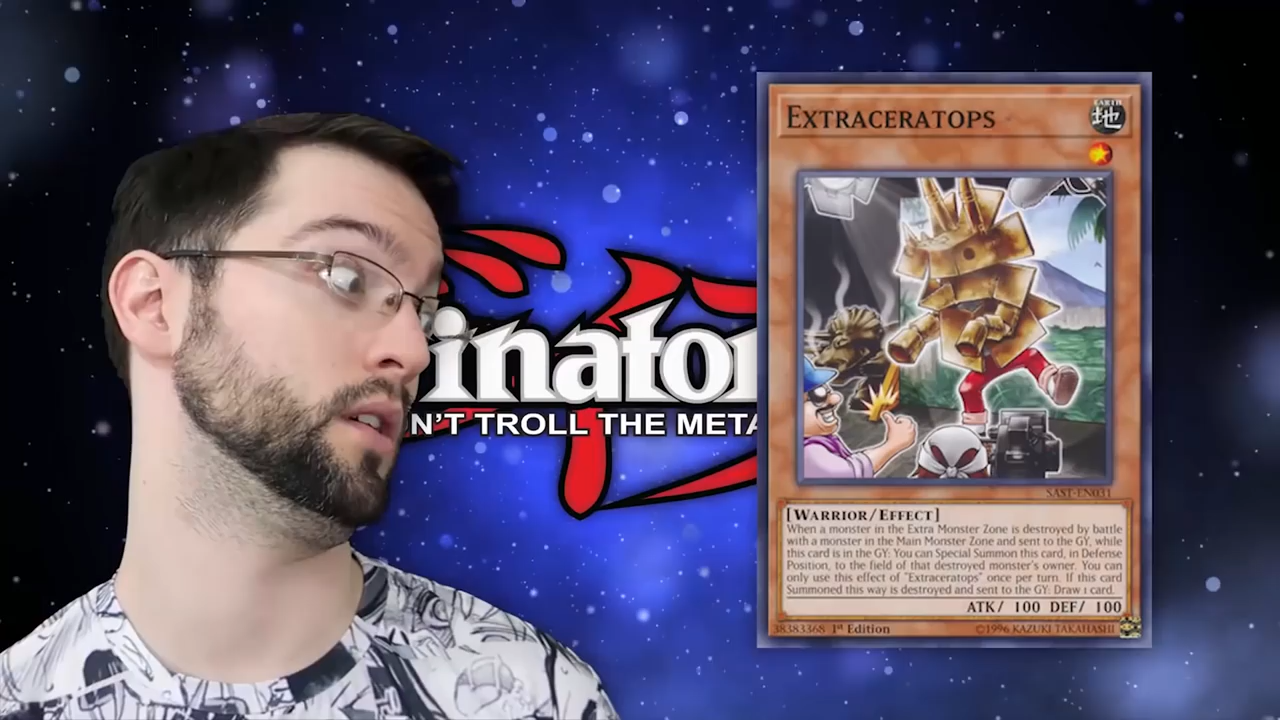 inator
N'T TROLL THE META
EXTRACERATOPS
EARTH
地
SAST-EN031
[WARRIOR/EFFECT]
When a monster in the Extra Monster Zone is destroyed by battle
with a monster in the Main Monster Zone and sent to the GY, while
this card is in the GY: You can Special Summon this card, in Defense
Position, to the field of that destroyed monster's owner. You can
only use this effect of "Extraceratops" once per turn. If this card
Summoned this way is destroyed and sent to the GY: Draw 1 card.
ATK/ 100 DEF/ 100
38383368 1st Edition ©1996 KAZUKI TAKAHASHI